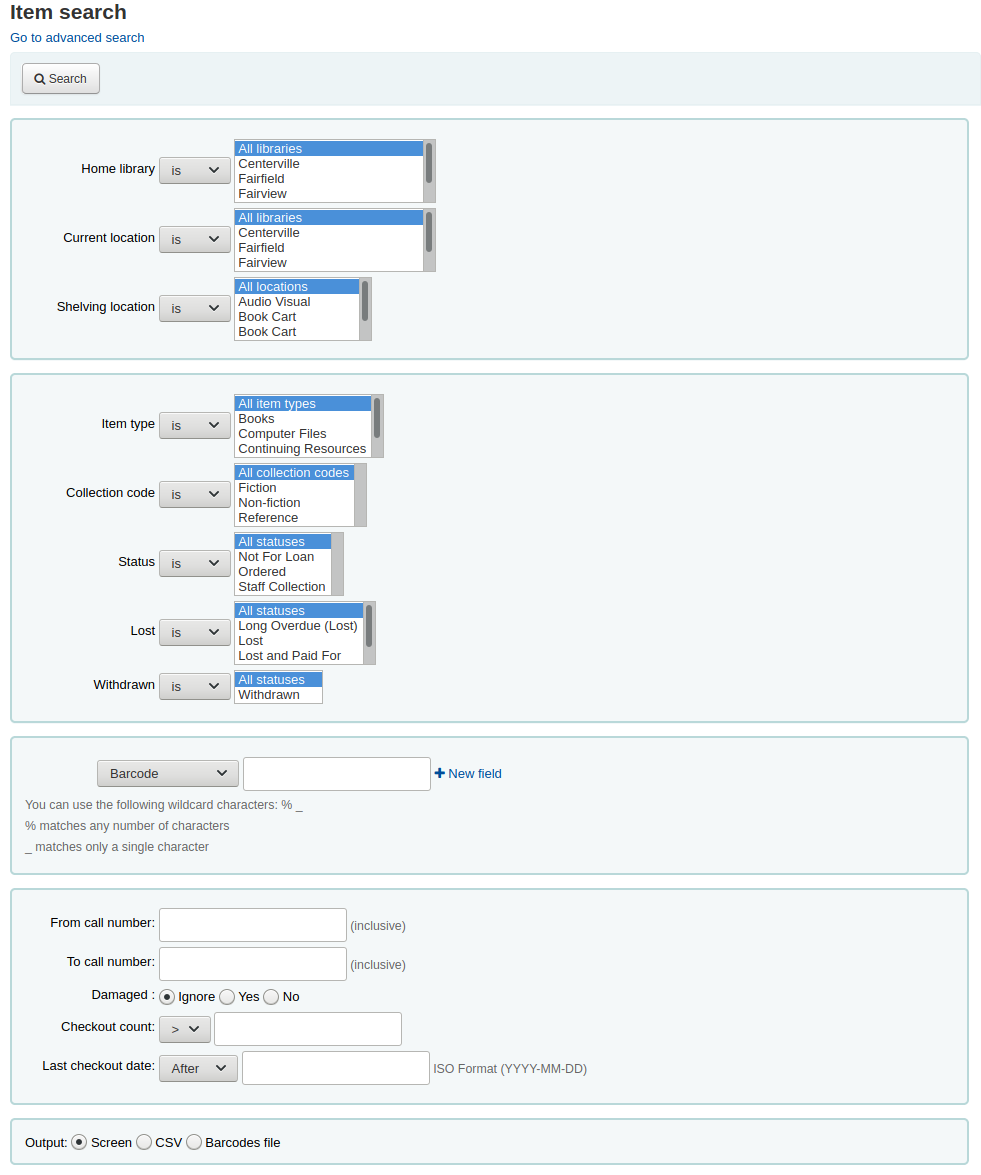 Item search
Go to advanced search
Search
Home library is All libraries
Centerville
Fairfield
Fairview
Current location is All libraries
Centerville
Fairfield
Fairview
Shelving location is All locations
Audio Visual
Book Cart
Book Cart
Item type is All item types
Books
Computer Files
Continuing Resources
Collection code is All collection codes
Fiction
Non-fiction
Reference
Status is All statuses
Not For Loan
Ordered
Staff Collection
Lost is All statuses
Long Overdue (Lost)
Lost
Lost and Paid For
Withdrawn is All statuses
Withdrawn
Barcode New field
You can use the following wildcard characters: % _
% matches any number of characters
_ matches only a single character
From call number: (inclusive)
To call number: (inclusive)
Damaged : Ignore Yes No
Checkout count: >
Last checkout date: After ISO Format (YYYY-MM-DD)
Output: Screen CSV Barcodes file